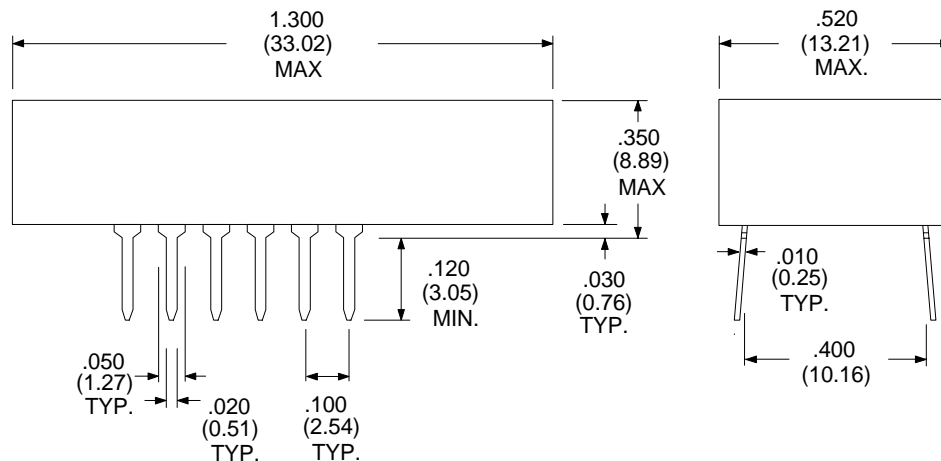 1.300
(33.02)
MAX
.520
(13.21)
MAX.
.350
(8.89)
MAX
.120
(3.05)
MIN.
.030
(0.76)
TYP.
.010
(0.25)
TYP.
.050
(1.27)
TYP.
.020
(0.51)
TYP.
.100
(2.54)
TYP.
.400
(10.16)